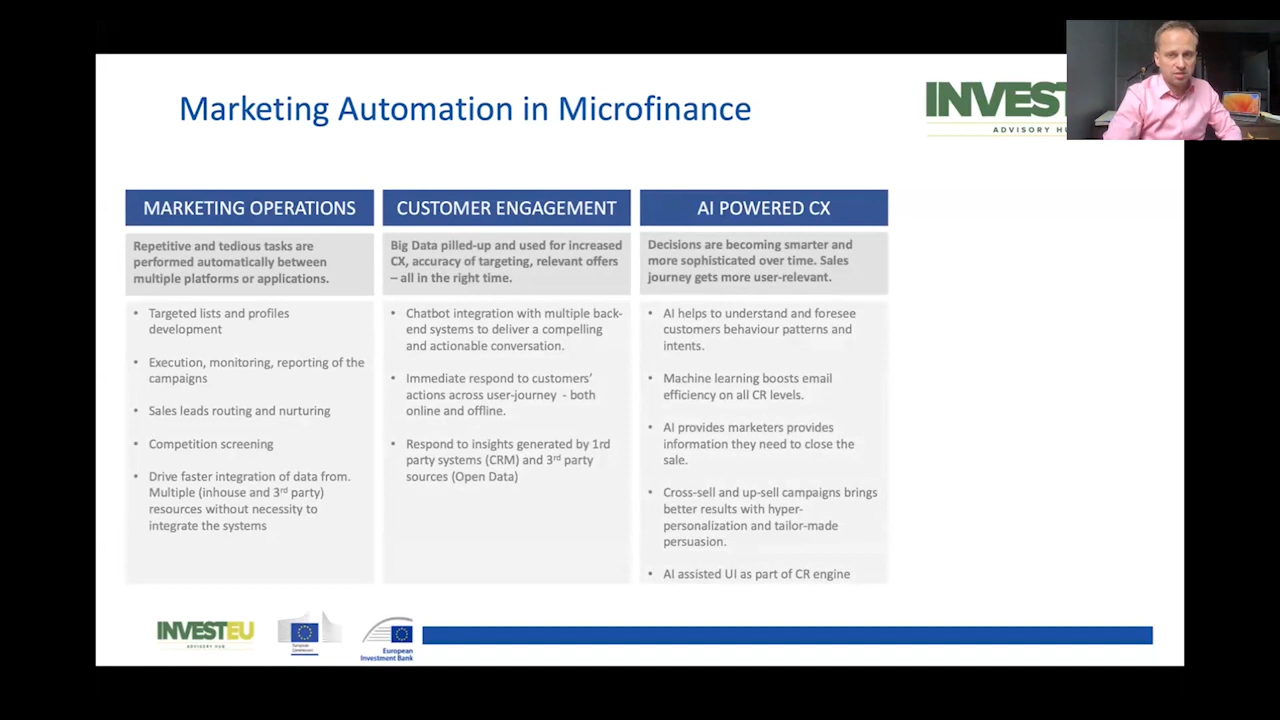 Marketing Automation in Microfinance
INVEST
ADVISORY
MARKETING OPERATIONS
Repetitive and tedious tasks are
performed automatically between
multiple platforms or applications.
• Targeted lists and profiles
development
• Execution, monitoring, reporting of the
campaigns
• Sales leads routing and nurturing
• Competition screening
• Drive faster integration of data from.
Multiple (inhouse and 3rd party)
resources without necessity to
integrate the systems
CUSTOMER ENGAGEMENT
Big Data pilled-up and used for increased
CX, accuracy of targeting, relevant offers
– all in the right time.
• Chatbot integration with multiple back-
end systems to deliver a compelling
and actionable conversation.
• Immediate respond to customers’
actions across user-journey - both
online and offline.
• Respond to insights generated by 1rd
party systems (CRM) and 3rd party
sources (Open Data)
AI POWERED CX
Decisions are becoming smarter and
more sophisticated over time. Sales
journey gets more user-relevant.
• AI helps to understand and foresee
customers behaviour patterns and
intents.
• Machine learning boosts email
efficiency on all CR levels.
• AI provides marketers provides
information they need to close the
sale.
• Cross-sell and up-sell campaigns brings
better results with hyper-
personalization and tailor-made
persuasion.
• AI assisted UI as part of CR engine
INVESTEU
ADVISORY HUB
European
Commission
European
Investment Bank